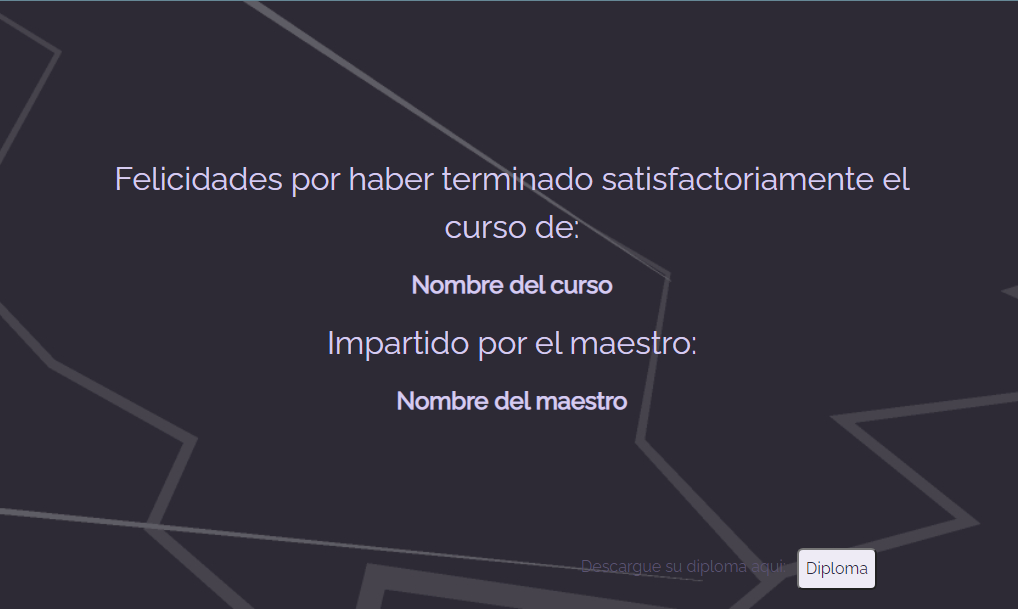 Felicidades por haber terminado satisfactoriamente el
curso de:
Nombre del curso
Impartido por el maestro:
Nombre del maestro
Descargue su diploma aqui: Diploma